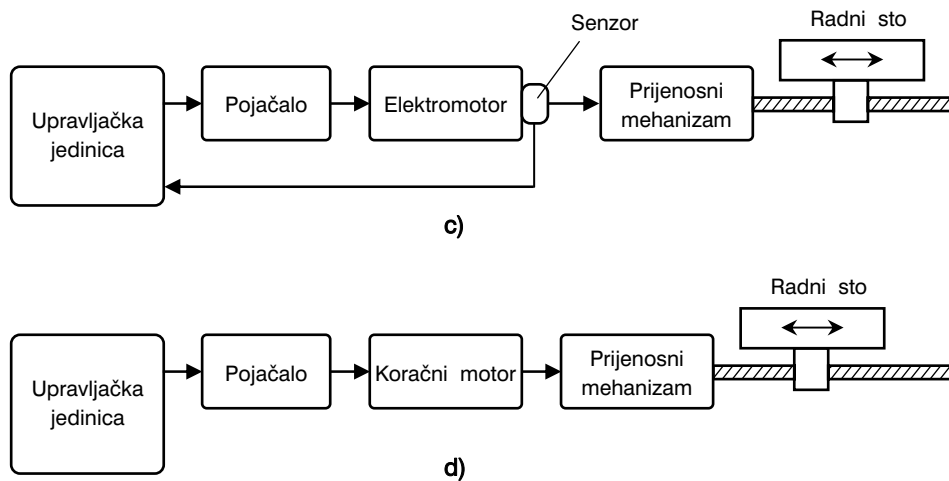 Radni sto
Senzor
Upravljačka
jedinica
Pojačalo
Elektromotor
Prijenosni
mehanizam
c)
Radni sto
Upravljačka
jedinica
Pojačalo
Koračni motor
Prijenosni
mehanizam
d)